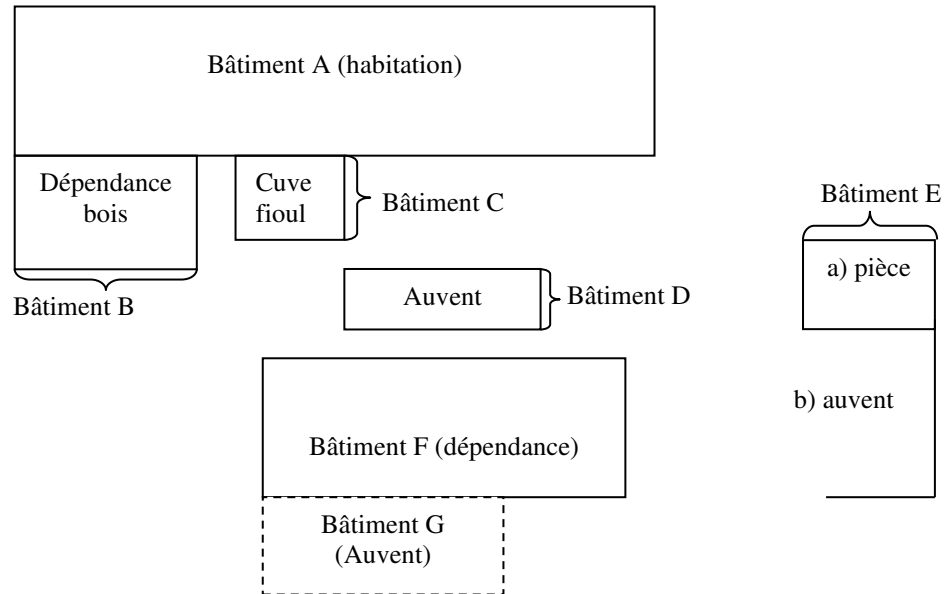 Bâtiment A (habitation)
Dépendance
bois
Cuve
fioul
Bâtiment C
Bâtiment E
a) pièce
Bâtiment B
Auvent
Bâtiment D
b) auvent
Bâtiment F (dépendance)
Bâtiment G
(Auvent)